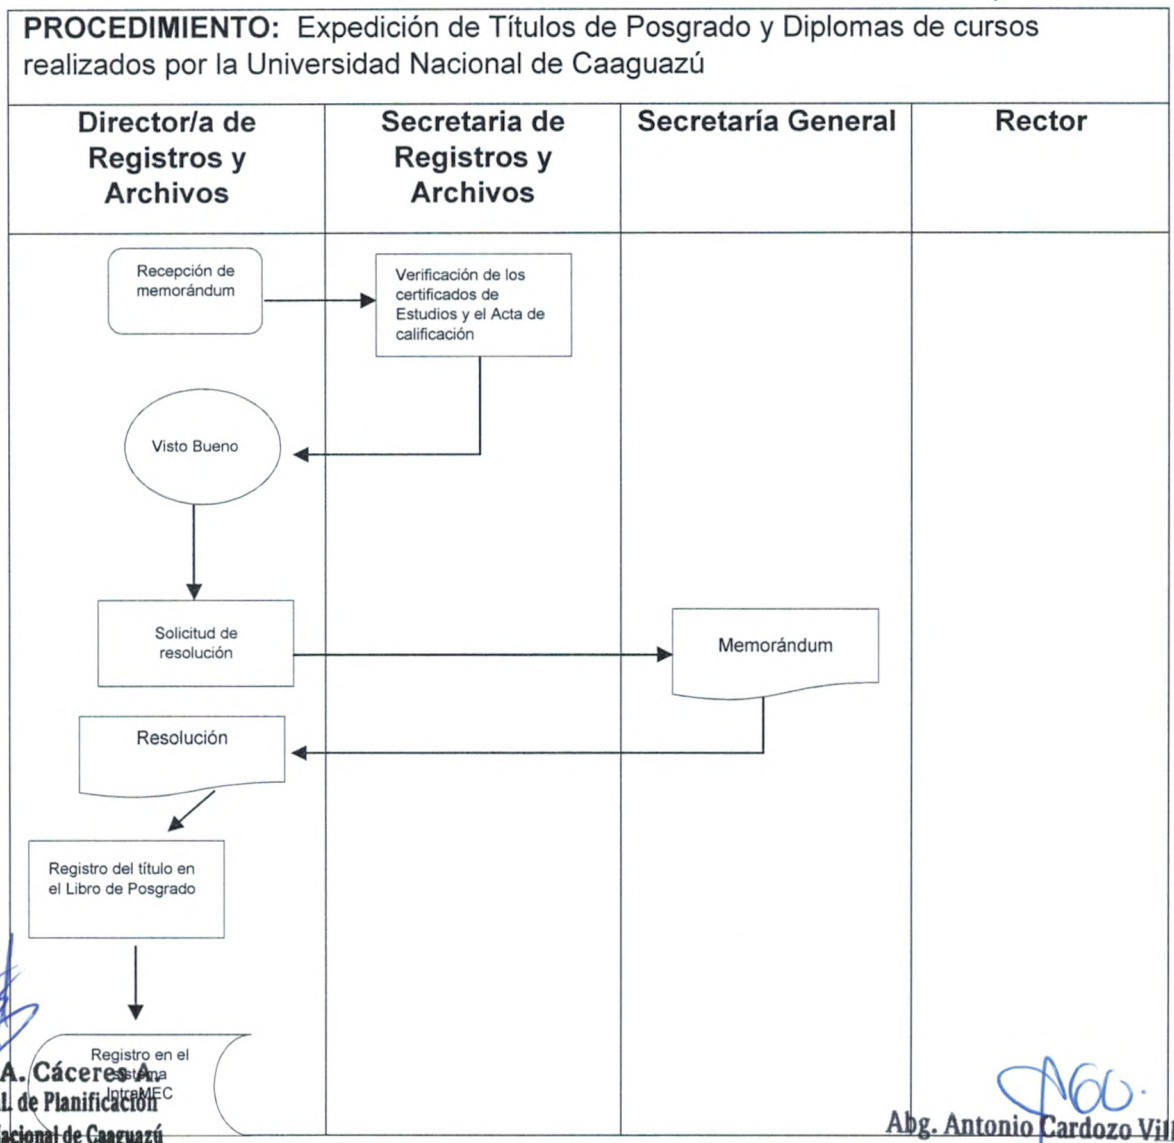 PROCEDIMIENTO: Expedición de Títulos de Posgrado y Diplomas de cursos
realizados por la Universidad Nacional de Caaguazú
Director/a de
Registros y
Archivos
Secretaria de
Registros y
Archivos
Secretaría General
Rector
Recepción de
memorándum
Verificación de los
certificados de
Estudios y el Acta de
calificación
Visto Bueno
Solicitud de
resolución
Memorándum
Resolución
Registro del título en
el Libro de Posgrado
Registro en el
sistema
IntraMEC
A. Cáceres A.
de Planificación
Nacional de Caaguazú
Abg. Antonio Cardozo